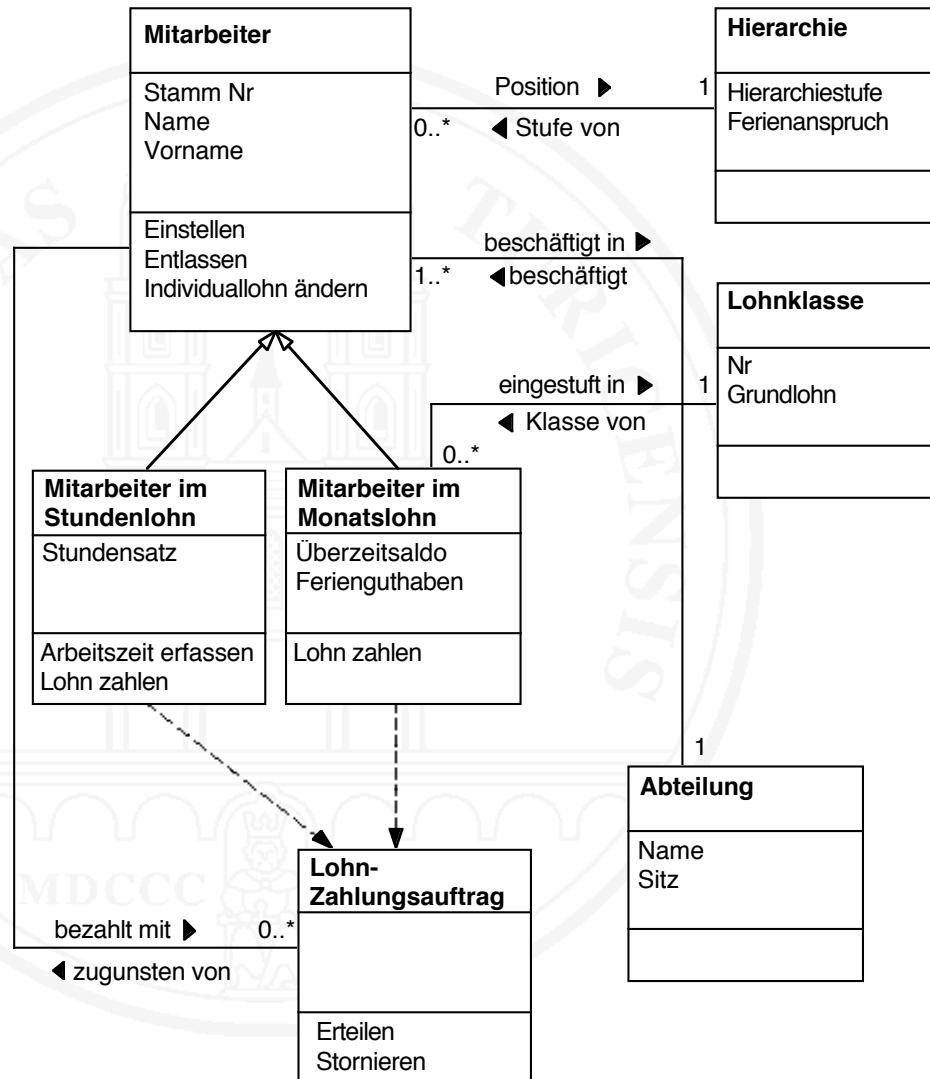 Mitarbeiter
Stamm Nr
Name
Vorname
Einstellen
Entlassen
Individuallohn ändern
Hierarchie
Hierarchiestufe
Ferienanspruch
Position ▶
1
0..*
◀ Stufe von
beschäftigt in ▶
1..*
◀ beschäftigt
Lohnklasse
Nr
Grundlohn
eingestuft in ▶
1
◀ Klasse von
0..*
Mitarbeiter im
Stundenlohn
Stundensatz
Arbeitszeit erfassen
Lohn zahlen
Mitarbeiter im
Monatslohn
Überzeitsaldo
Ferienguthaben
Lohn zahlen
1
Abteilung
Name
Sitz
Lohn-
Zahlungsauftrag
Erteilen
Stornieren
bezahlt mit ▶
0..*
◀ zugunsten von
MDCCC
TURICENSIS